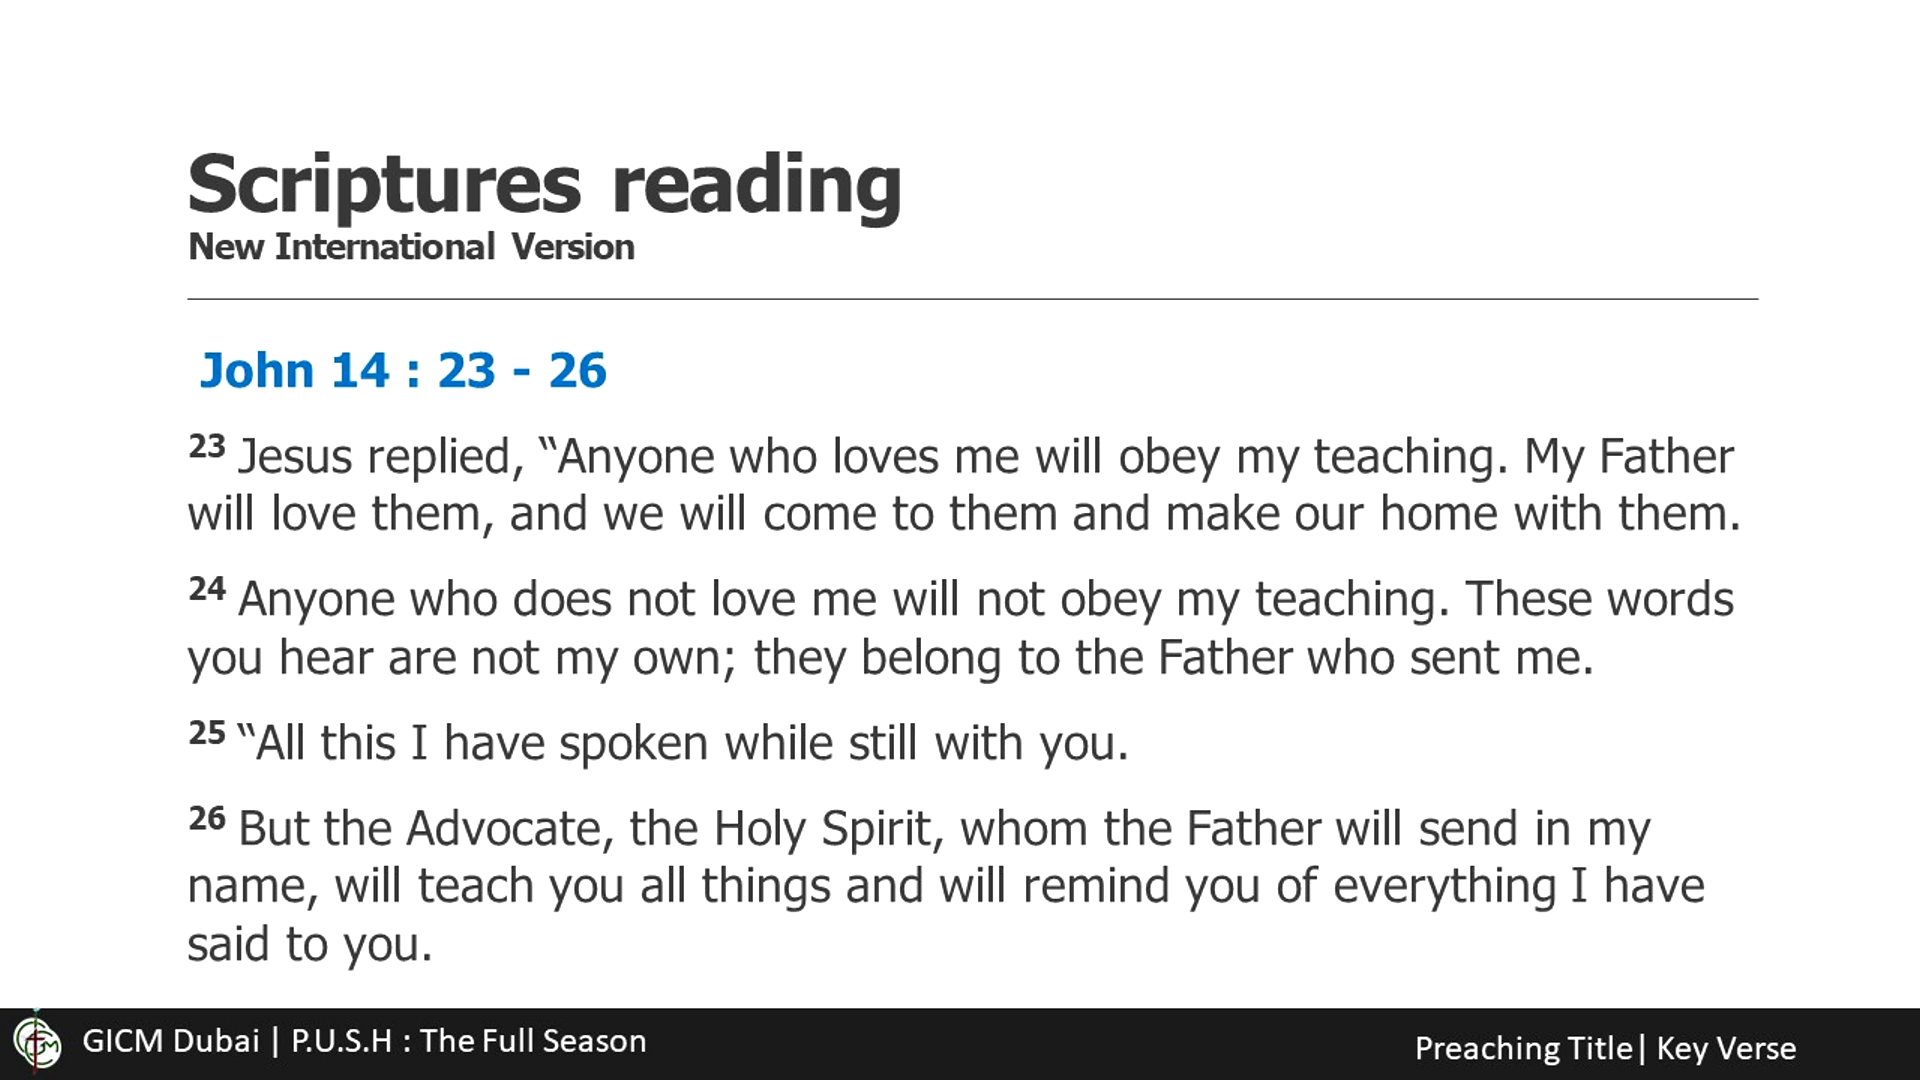 Scriptures reading
New International Version
John 14 : 23 - 26
23 Jesus replied, “Anyone who loves me will obey my teaching. My Father
will love them, and we will come to them and make our home with them.
24 Anyone who does not love me will not obey my teaching. These words
you hear are not my own; they belong to the Father who sent me.
25 “All this I have spoken while still with you.
26 But the Advocate, the Holy Spirit, whom the Father will send in my
name, will teach you all things and will remind you of everything I have
said to you.
GICM Dubai | P.U.S.H : The Full Season
Preaching Title| Key Verse